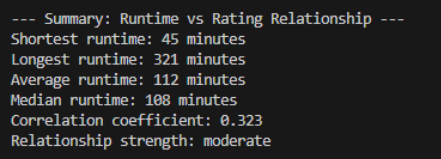 --- Summary: Runtime vs Rating Relationship ---
Shortest runtime: 45 minutes
Longest runtime: 321 minutes
Average runtime: 112 minutes
Median runtime: 108 minutes
Correlation coefficient: 0.323
Relationship strength: moderate